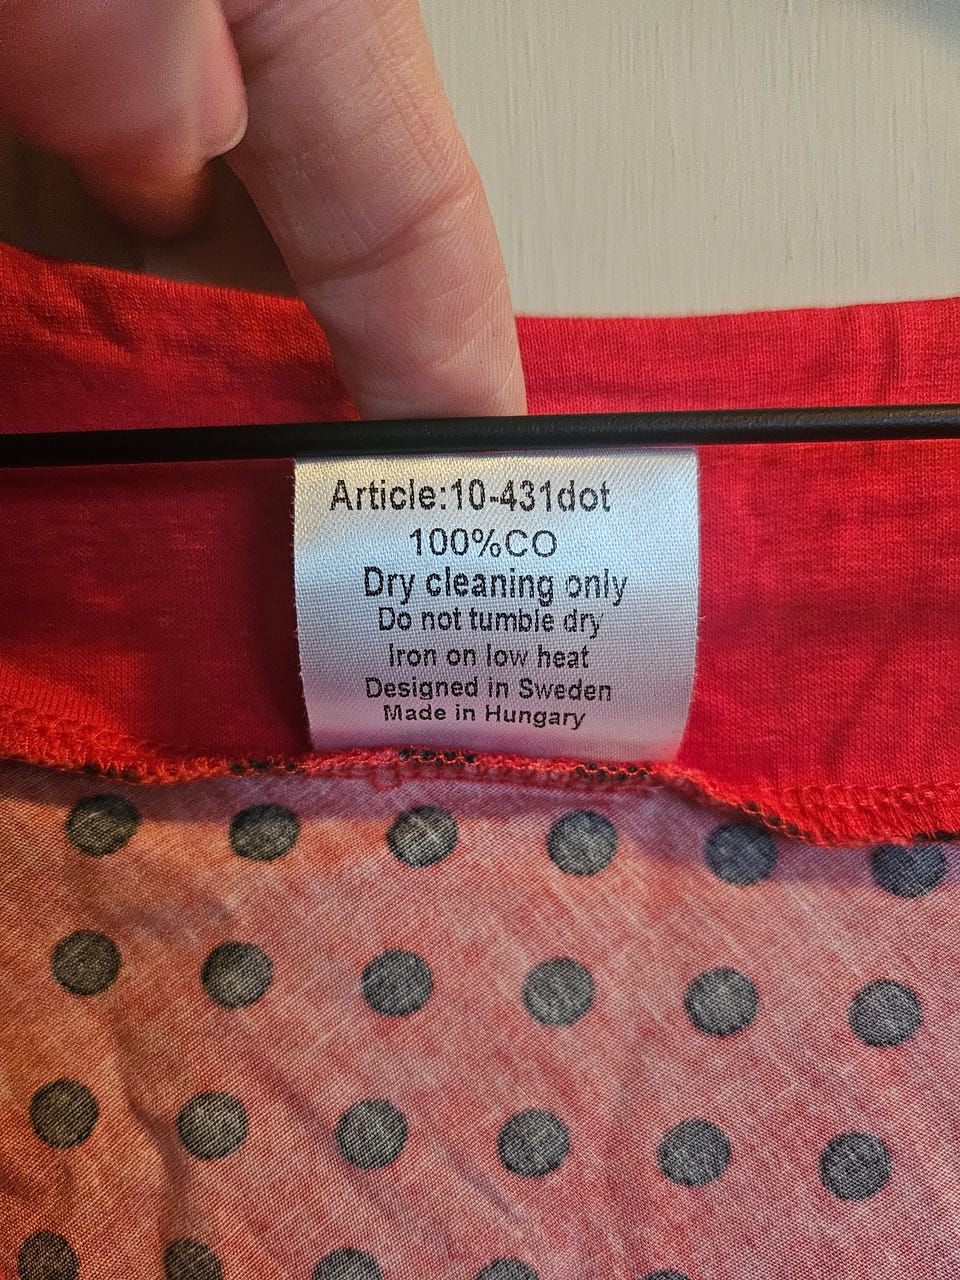 Article:10-431dot
100%CO
Dry cleaning only
Do not tumble dry
Iron on low heat
Designed in Sweden
Made in Hungary